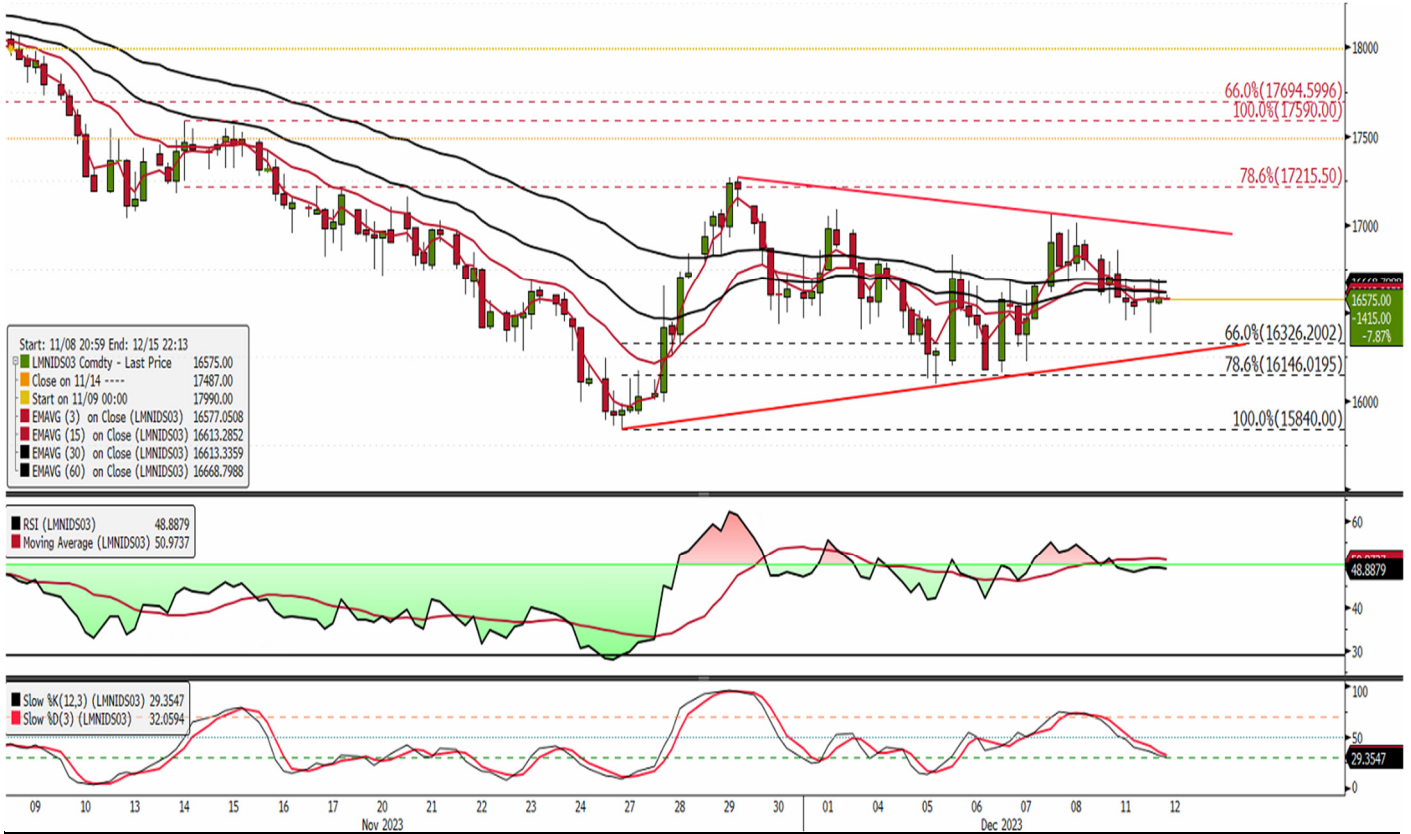 18000
66.0%(17694.5996)
100.0%(17590.00)
17500
78.6%(17215.50)
17000
16575.00
-1415.00
-7.87%
66.0%(16326.2002)
78.6%(16146.0195)
16000
100.0%(15840.00)
Start: 11/08 20:59 End: 12/15 22:13
LMNIDS03 Comdty - Last Price 16575.00
Close on 11/14 ---- 17487.00
Start on 11/09 00:00 17990.00
EMAVG (3) on Close (LMNIDS03) 16577.0508
EMAVG (15) on Close (LMNIDS03) 16613.2852
EMAVG (30) on Close (LMNIDS03) 16613.3359
EMAVG (60) on Close (LMNIDS03) 16668.7988
RSI (LMNIDS03) 48.8879
Moving Average (LMNIDS03) 50.9737
60
48.8879
40
30
Slow %K(12,3) (LMNIDS03) 29.3547
Slow %D(3) (LMNIDS03) 32.0594
100
50
29.3547
0
09 10 13 14 15 16 17 20 21 22 23 24 27 28 29 30 01 04 05 06 07 08 11 12
Nov 2023 Dec 2023